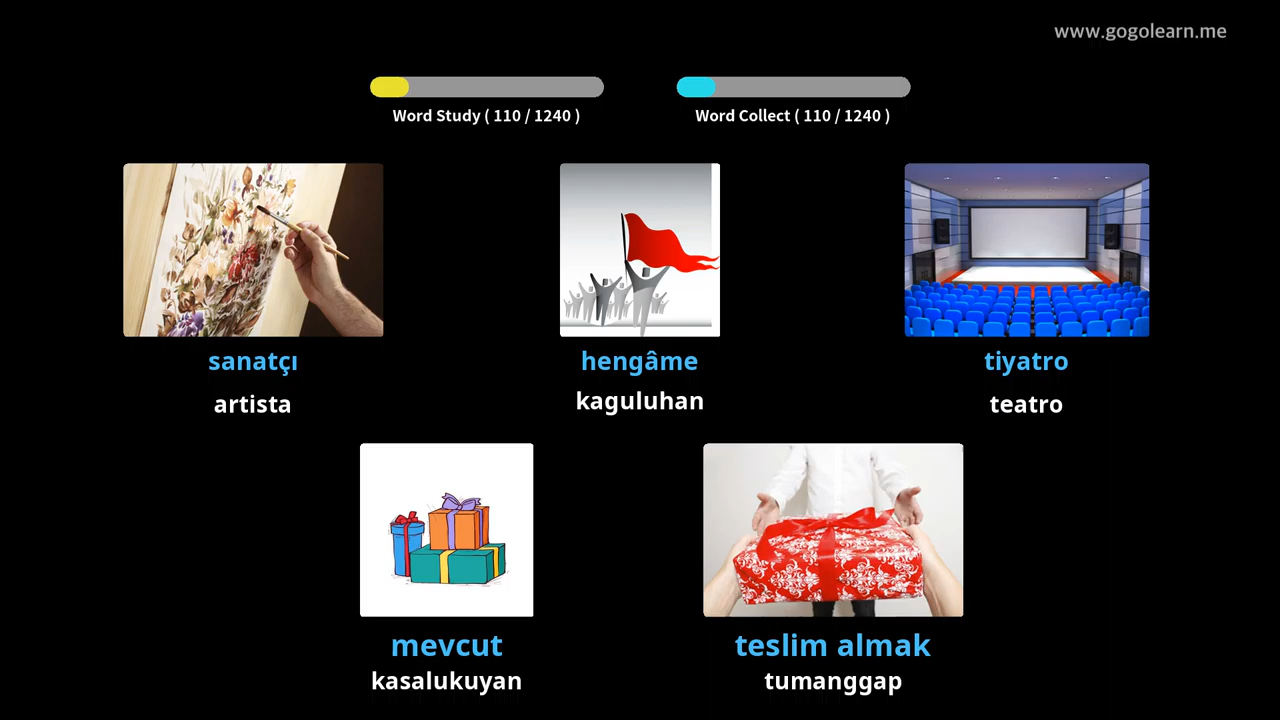 www.gogolearn.me
Word Study ( 110 / 1240 )
Word Collect ( 110 / 1240 )
sanatçı
hengâme
tiyatro
artista
kaguluhan
teatro
mevcut
teslim almak
kasalukuyan
tumanggap